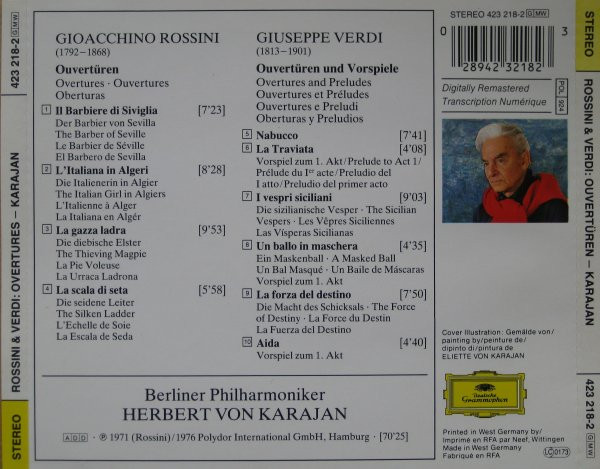 STEREO
423 218-2 GMW
ROSSINI & VERDI: OVERTURES – KARAJAN
GIOACCHINO ROSSINI
(1792–1868)
Ouvertüren
Overtures · Ouvertures
Oberturas
1 Il Barbiere di Siviglia [7'23]
Der Barbier von Sevilla
The Barber of Seville
Le Barbier de Séville
El Barbero de Sevilla
2 L'Italiana in Algeri [8'28]
Die Italienerin in Algier
The Italian Girl in Algiers
L'Italienne à Alger
La Italiana en Algér
3 La gazza ladra [9'53]
Die diebische Elster
The Thieving Magpie
La Pie Voleuse
La Urraca Ladrona
4 La scala di seta [5'58]
Die seidene Leiter
The Silken Ladder
L'Echelle de Soie
La Escala de Seda
GIUSEPPE VERDI
(1813–1901)
Ouvertüren und Vorspiele
Overtures and Preludes
Ouvertures et Préludes
Ouvertures e Preludi
Oberturas y Preludios
5 Nabucco [7'41]
6 La Traviata [4'08]
Vorspiel zum 1. Akt/Prelude to Act 1/
Prélude du Ier acte/Preludio del
I atto/Preludio del primer acto
7 I vespri siciliani [9'03]
Die sizilianische Vesper · The Sicilian
Vespers · Les Vêpres Siciliennes
Las Vísperas Sicilianas
8 Un ballo in maschera [4'35]
Ein Maskenball · A Masked Ball
Un Bal Masqué · Un Baile de Máscaras
9 La forza del destino [7'50]
Die Macht des Schicksals · The Force
of Destiny · La Force du Destin
La Fuerza del Destino
10 Aida [4'40]
Vorspiel zum 1. Akt
Berliner Philharmoniker
HERBERT VON KARAJAN
ADD · ℗ 1971 (Rossini)/1976 Polydor International GmbH, Hamburg · [70'25]
STEREO 423 218-2 GMW
0 28942 32182 3
Digitally Remastered
Transcription Numérique
POL. 924
Cover Illustration: Gemälde von/
painting by/peinture de/
dipinto di/pintura de
ELIETTE VON KARAJAN
Deutsche
Grammophon
Printed in West Germany by/
Imprimé en RFA par Neef, Wittingen
Made in West Germany
Fabriqué en RFA
LC 0173
STEREO
ROSSINI & VERDI: OUVERTÜREN – KARAJAN
423 218-2 GMW